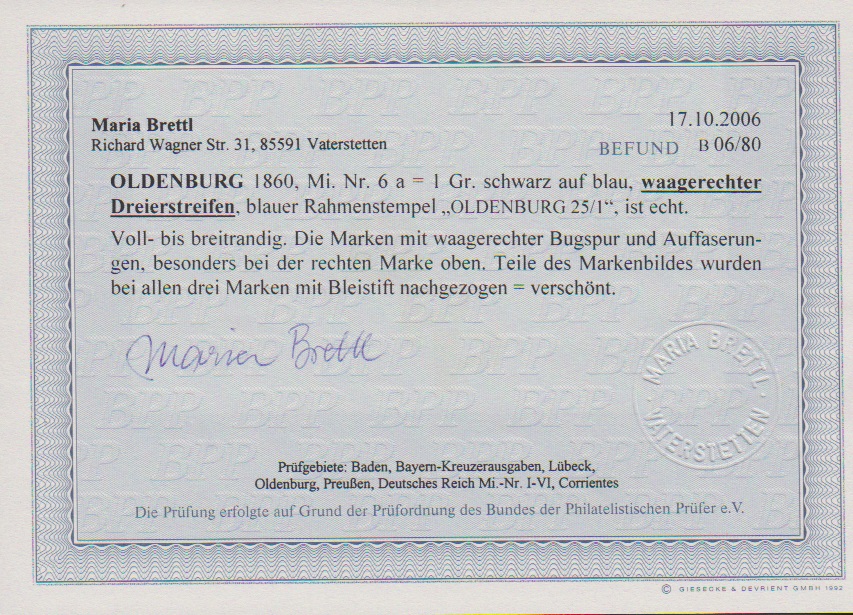 Maria Brettl
Richard Wagner Str. 31, 85591 Vaterstetten
17.10.2006
BEFUND B 06/80
OLDENBURG 1860, Mi. Nr. 6 a = 1 Gr. schwarz auf blau, waagerechter
Dreierstreifen, blauer Rahmenstempel „OLDENBURG 25/1“, ist echt.
Voll- bis breitrandig. Die Marken mit waagerechter Bugspur und Auffaserun-
gen, besonders bei der rechten Marke oben. Teile des Markenbildes wurden
bei allen drei Marken mit Bleistift nachgezogen = verschönt.
Maria Brettl
MARIA BRETTL
VATERSTETTEN
Prüfgebiete: Baden, Bayern-Kreuzerausgaben, Lübeck,
Oldenburg, Preußen, Deutsches Reich Mi.-Nr. I-VI, Corrientes
Die Prüfung erfolgte auf Grund der Prüfordnung des Bundes der Philatelistischen Prüfer e.V.
© GIESECKE & DEVRIENT GMBH 1992
BPP BPP BPP BPP BPP